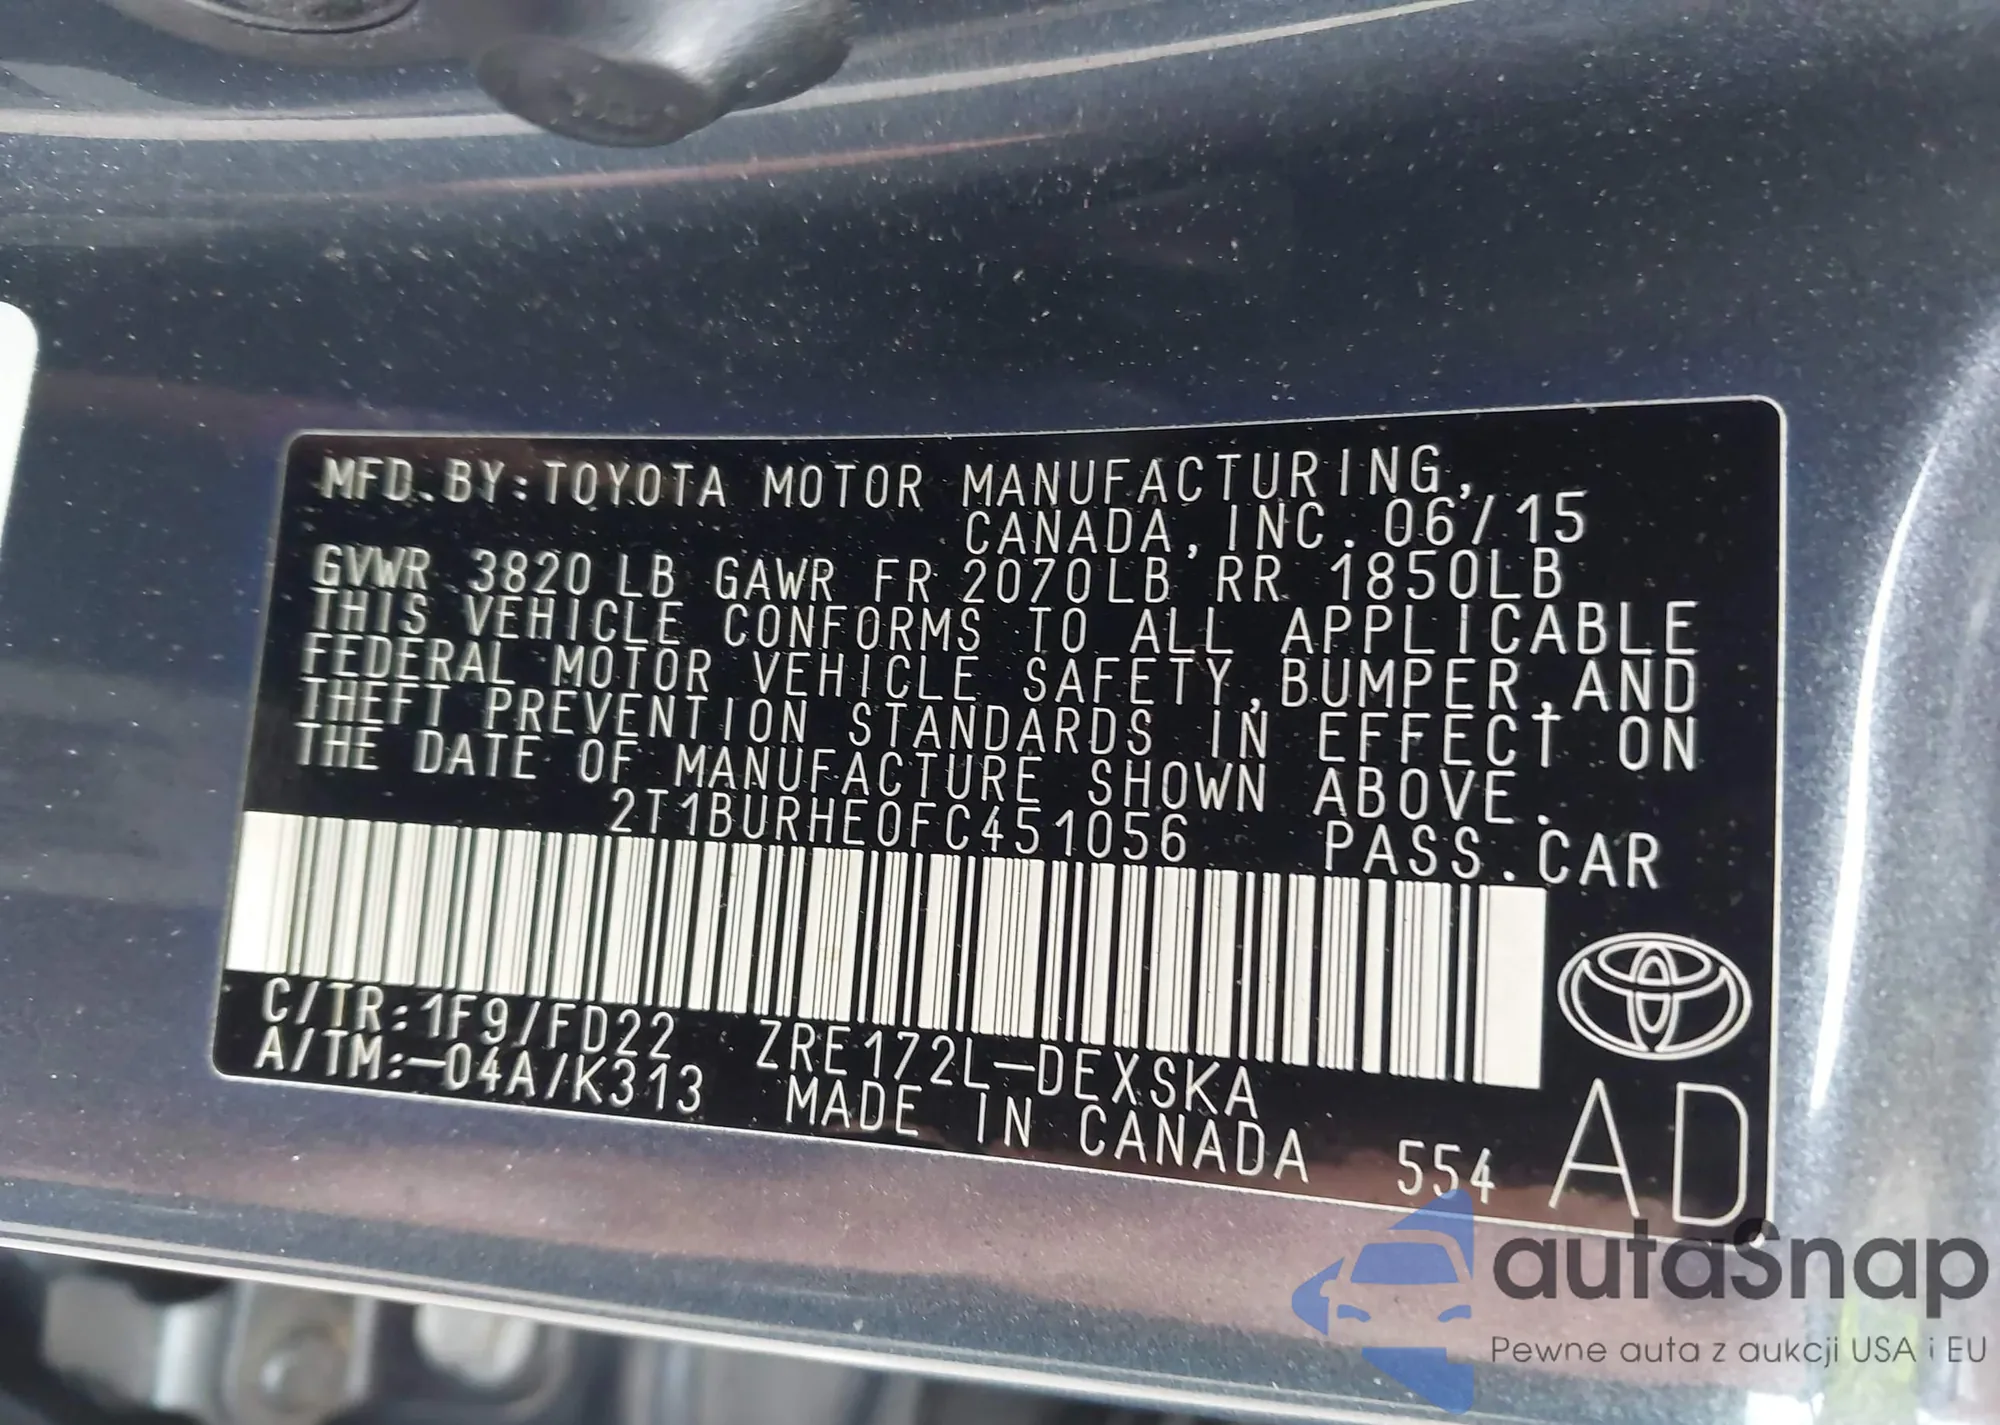 MFD. BY: TOYOTA MOTOR MANUFACTURING,
CANADA, INC. 06/15
GVWR 3820 LB GAWR FR 2070LB RR 1850LB
THIS VEHICLE CONFORMS TO ALL APPLICABLE
FEDERAL MOTOR VEHICLE SAFETY, BUMPER, AND
THEFT PREVENTION STANDARDS IN EFFECT ON
THE DATE OF MANUFACTURE SHOWN ABOVE.
2T1BURHE0FC451056 PASS. CAR
C/TR: 1F9/FD22 ZRE172L-DEXSKA
A/TM: -04A/K313 MADE IN CANADA 554 AD
autaSnap
Pewne auta z aukcji USA i EU